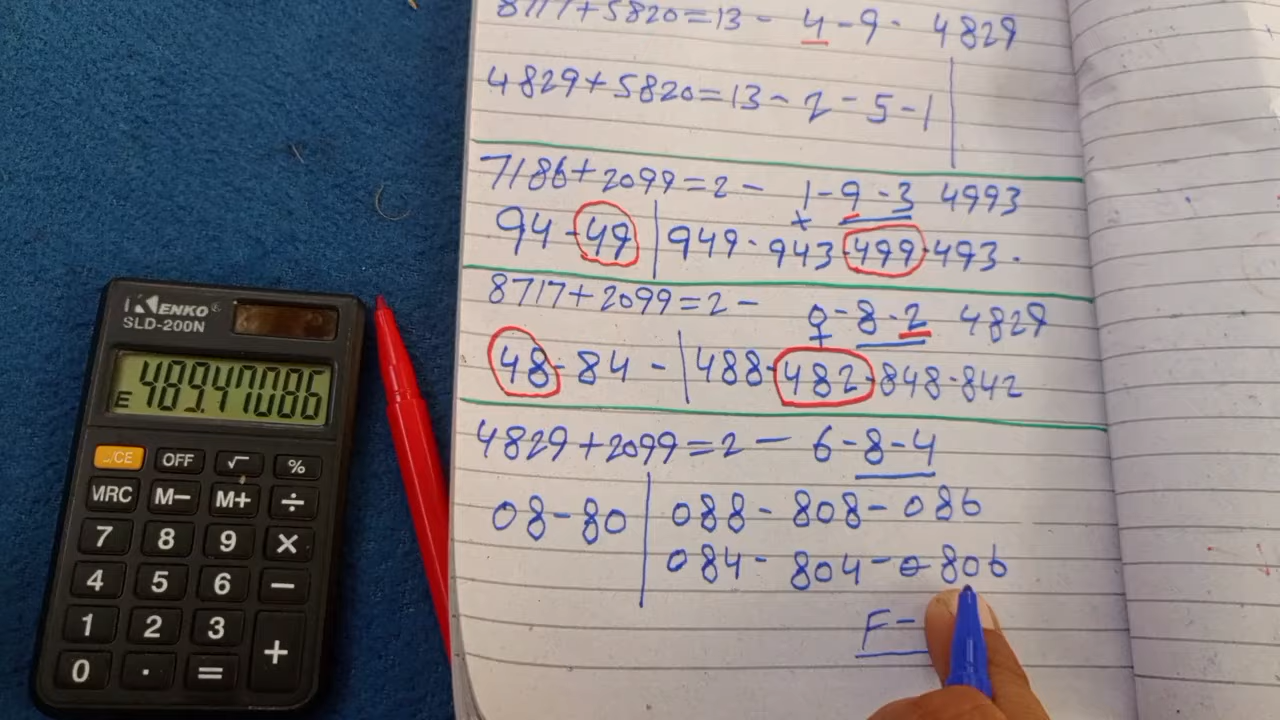 8717+5820=13 - 4 - 9 - 4829
4829+5820=13 - 2 - 5 - 1
7186+2099=2 - 1 - 9 - 3 4993
94 - 49 | 949 - 943 - 499 - 493 .
8717+2099=2 - 0 - 8 - 2 4829
48 - 84 - | 488 - 482 - 848 - 842
4829+2099=2 - 6 - 8 - 4
08 - 80 | 088 - 808 - 086
084 - 804 - 806
F -
KENKO
SLD-200N
E 489.47086
√/CE OFF √ %
MRC M− M+ ÷
7 8 9 X
4 5 6 −
1 2 3 +
0 . =